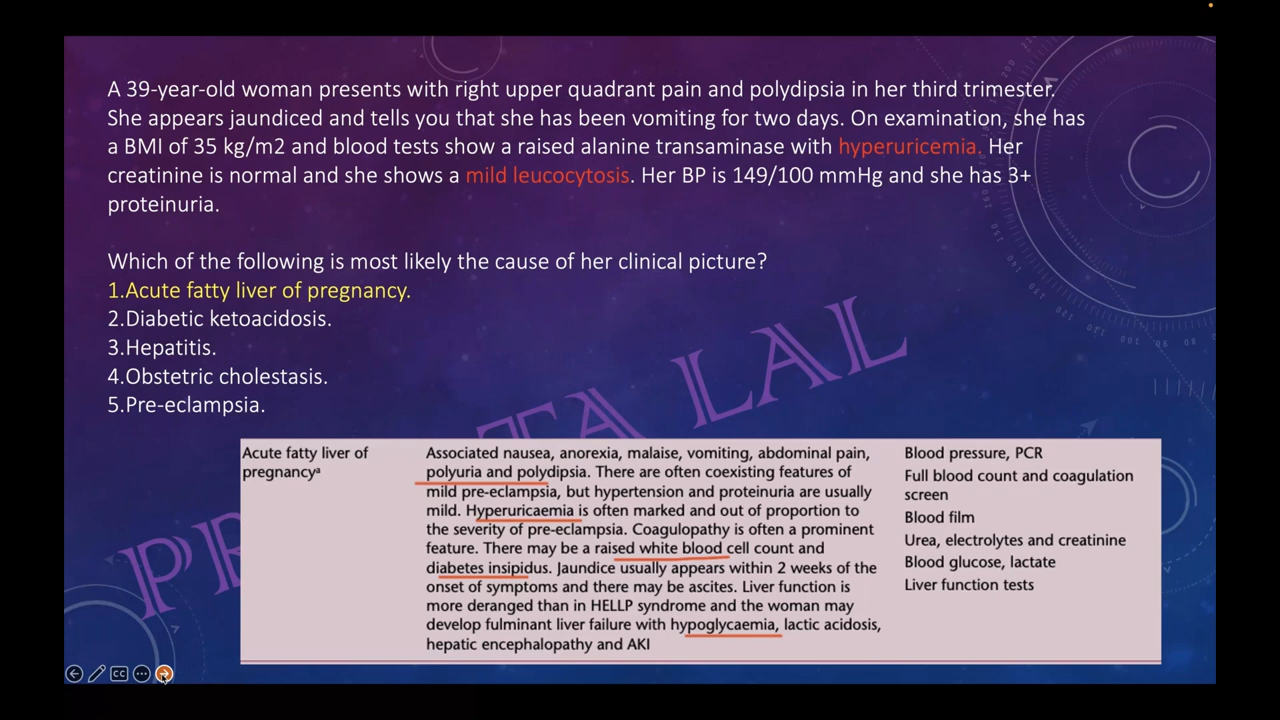 A 39-year-old woman presents with right upper quadrant pain and polydipsia in her third trimester.
She appears jaundiced and tells you that she has been vomiting for two days. On examination, she has
a BMI of 35 kg/m2 and blood tests show a raised alanine transaminase with hyperuricemia. Her
creatinine is normal and she shows a mild leucocytosis. Her BP is 149/100 mmHg and she has 3+
proteinuria.
Which of the following is most likely the cause of her clinical picture?
1.Acute fatty liver of pregnancy.
2.Diabetic ketoacidosis.
3.Hepatitis.
4.Obstetric cholestasis.
5.Pre-eclampsia.
Acute fatty liver of
pregnancyᵃ
Associated nausea, anorexia, malaise, vomiting, abdominal pain,
polyuria and polydipsia. There are often coexisting features of
mild pre-eclampsia, but hypertension and proteinuria are usually
mild. Hyperuricaemia is often marked and out of proportion to
the severity of pre-eclampsia. Coagulopathy is often a prominent
feature. There may be a raised white blood cell count and
diabetes insipidus. Jaundice usually appears within 2 weeks of the
onset of symptoms and there may be ascites. Liver function is
more deranged than in HELLP syndrome and the woman may
develop fulminant liver failure with hypoglycaemia, lactic acidosis,
hepatic encephalopathy and AKI
Blood pressure, PCR
Full blood count and coagulation
screen
Blood film
Urea, electrolytes and creatinine
Blood glucose, lactate
Liver function tests
LAL
CC